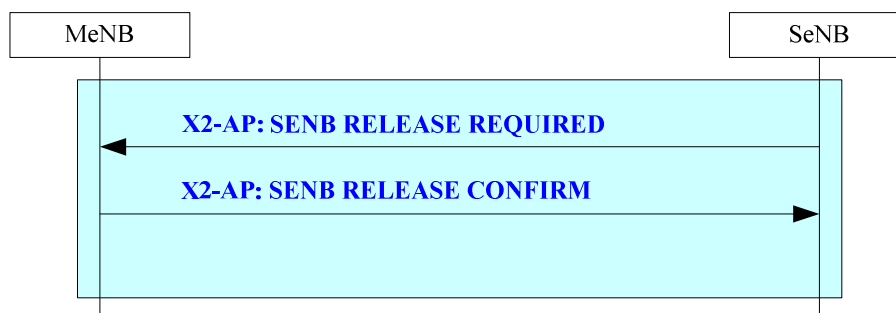 MeNB
SeNB
X2-AP: SENB RELEASE REQUIRED
X2-AP: SENB RELEASE CONFIRM